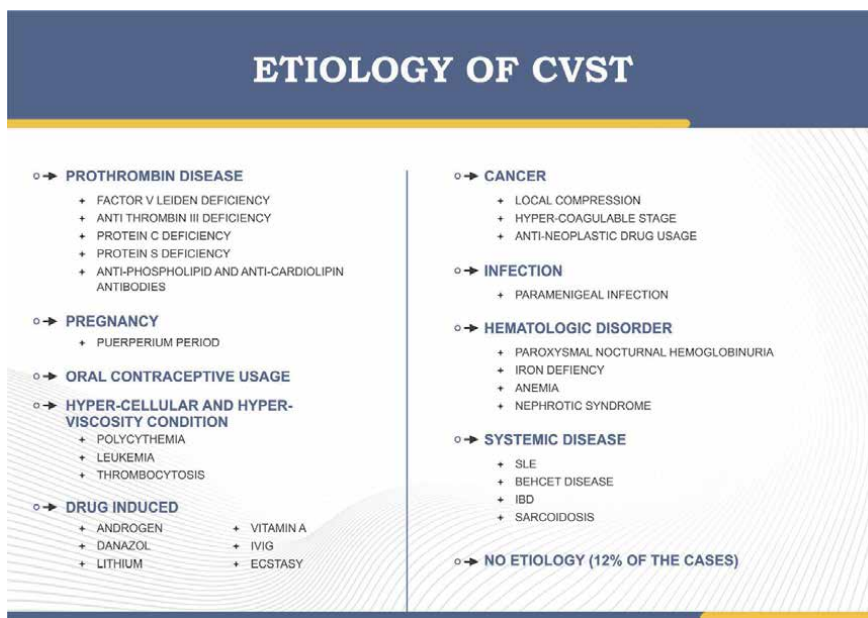 ETIOLOGY OF CVST
PROTHROMBIN DISEASE
+ FACTOR V LEIDEN DEFICIENCY
+ ANTI THROMBIN III DEFICIENCY
+ PROTEIN C DEFICIENCY
+ PROTEIN S DEFICIENCY
+ ANTI-PHOSPHOLIPID AND ANTI-CARDIOLIPIN
ANTIBODIES
PREGNANCY
+ PUERPERIUM PERIOD
ORAL CONTRACEPTIVE USAGE
HYPER-CELLULAR AND HYPER-
VISCOSITY CONDITION
+ POLYCYTHEMIA
+ LEUKEMIA
+ THROMBOCYTOSIS
DRUG INDUCED
+ ANDROGEN
+ DANAZOL
+ LITHIUM
+ VITAMIN A
+ IVIG
+ ECSTASY
CANCER
+ LOCAL COMPRESSION
+ HYPER-COAGULABLE STAGE
+ ANTI-NEOPLASTIC DRUG USAGE
INFECTION
+ PARAMENIGEAL INFECTION
HEMATOLOGIC DISORDER
+ PAROXYSMAL NOCTURNAL HEMOGLOBINURIA
+ IRON DEFIENCY
+ ANEMIA
+ NEPHROTIC SYNDROME
SYSTEMIC DISEASE
+ SLE
+ BEHCET DISEASE
+ IBD
+ SARCOIDOSIS
NO ETIOLOGY (12% OF THE CASES)